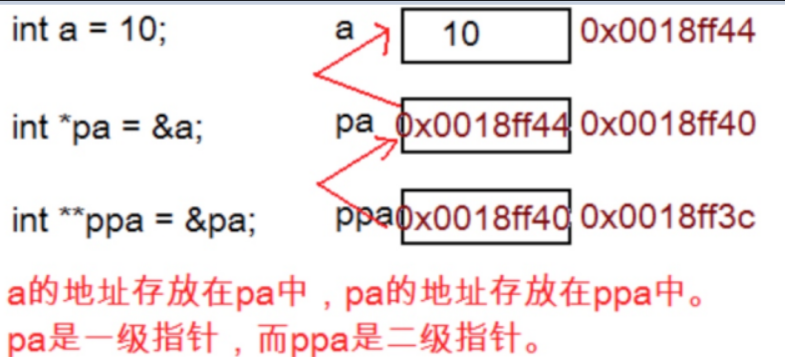 int a = 10; a 10 0x0018ff44
int *pa = &a; pa 0x0018ff44 0x0018ff40
int **ppa = &pa; ppa 0x0018ff40 0x0018ff3c
a的地址存放在pa中，pa的地址存放在ppa中。
pa是一级指针，而ppa是二级指针。